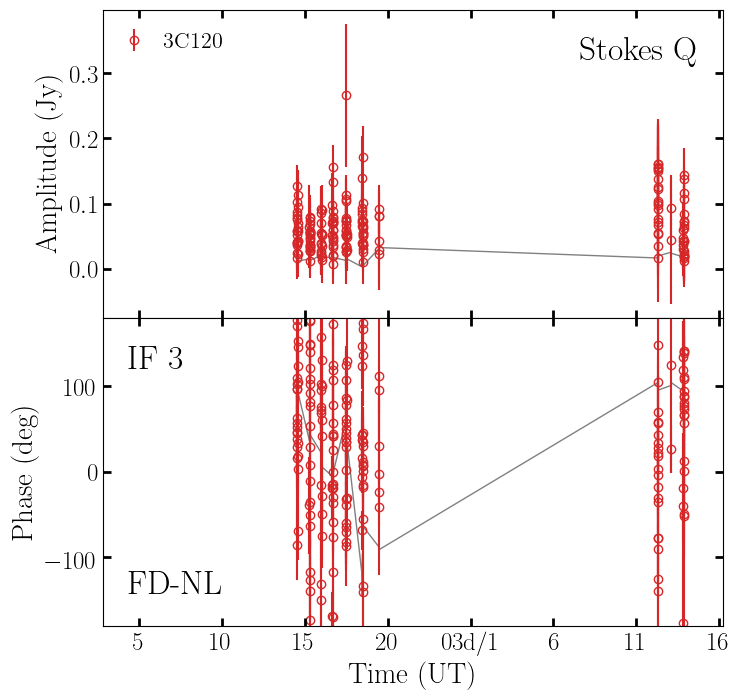 3C120
Stokes Q
Amplitude (Jy)
0.3
0.2
0.1
0.0
IF 3
FD-NL
Phase (deg)
100
0
−100
5 10 15 20 03d/1 6 11 16
Time (UT)